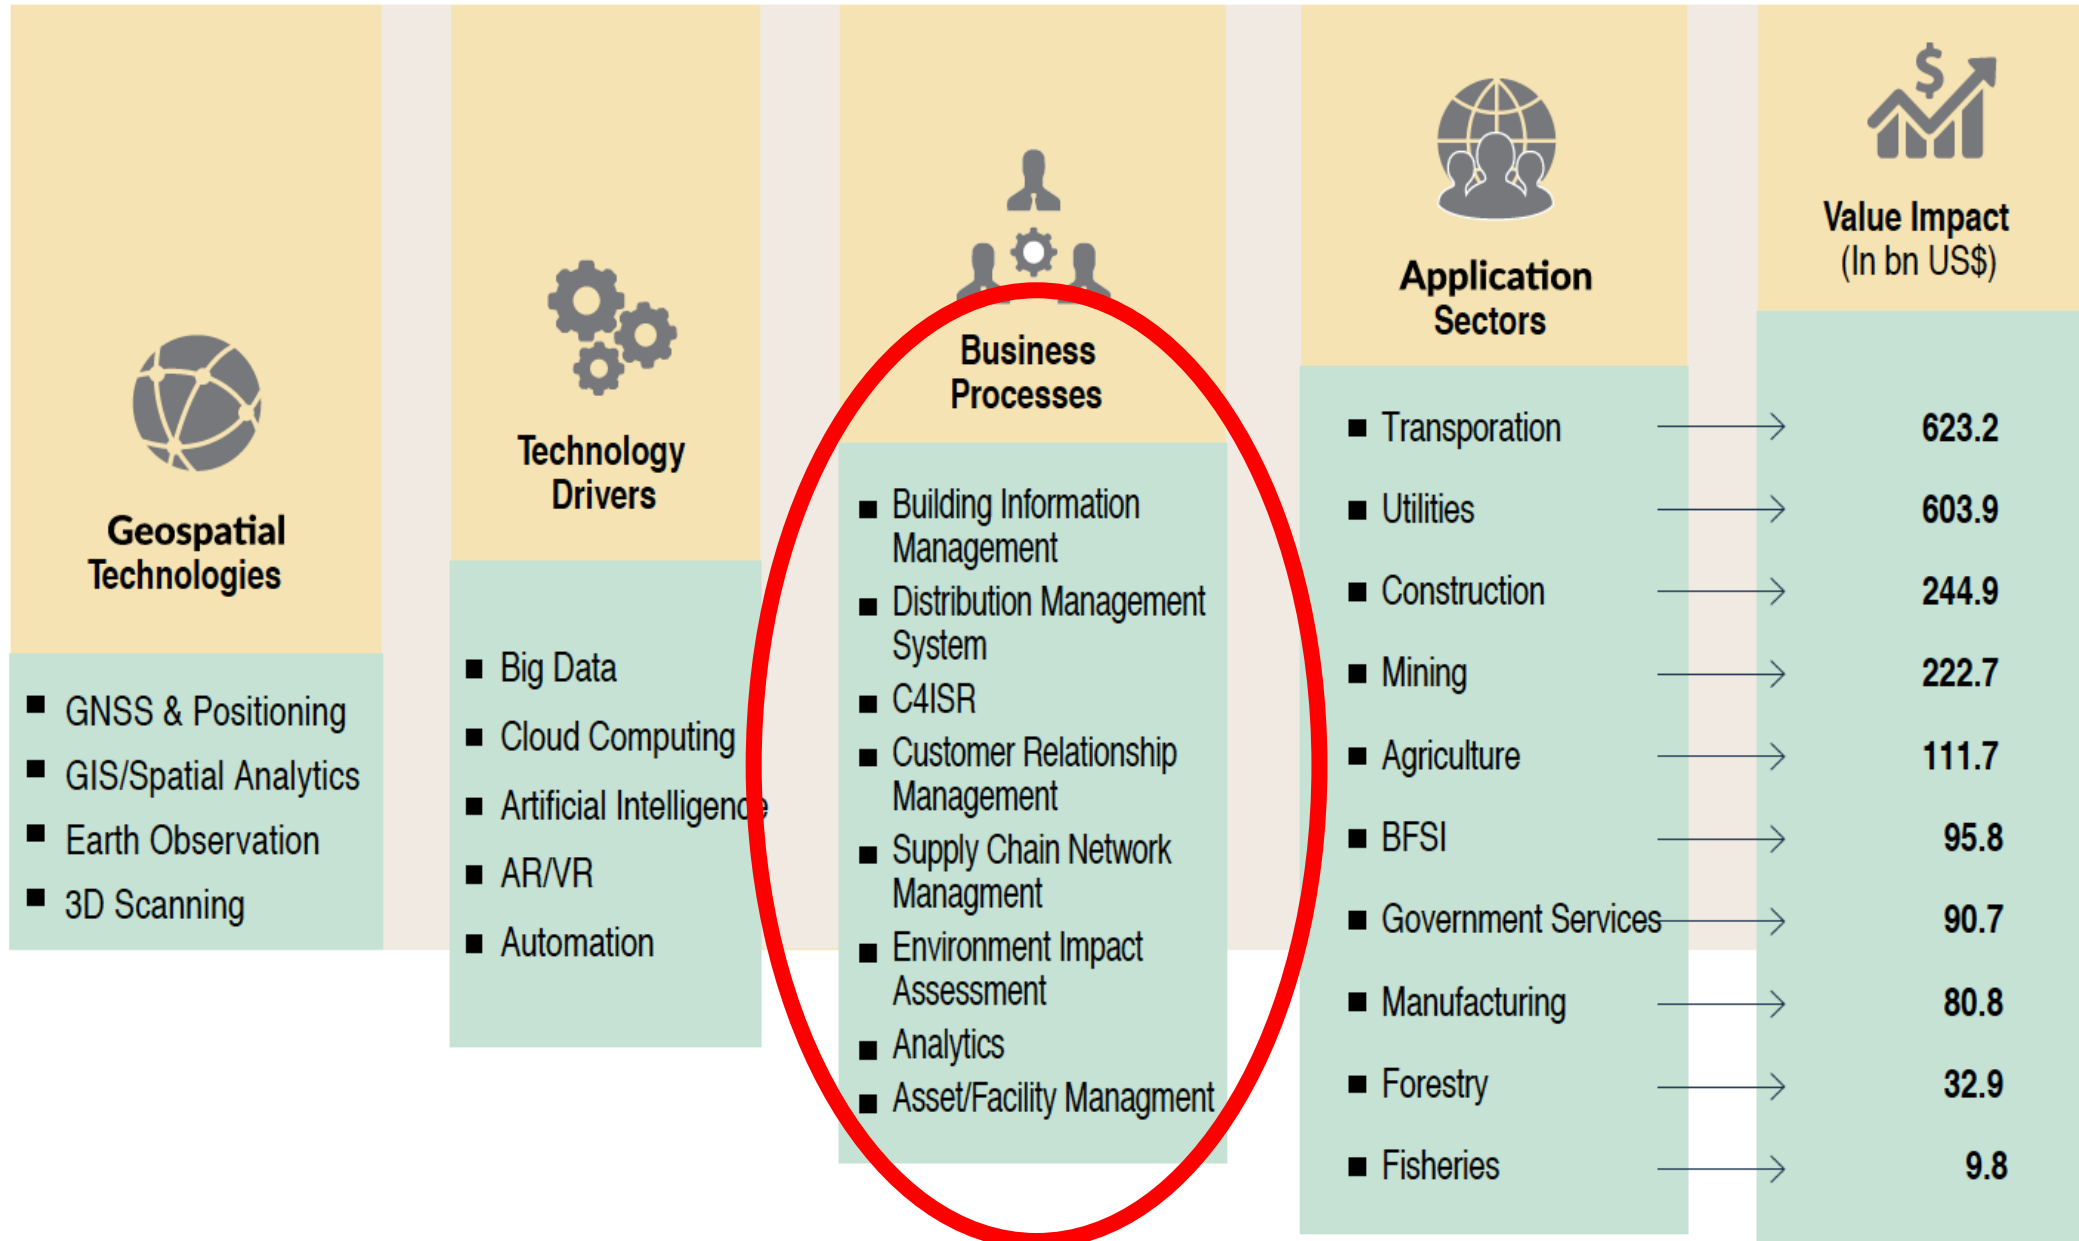 Geospatial
Technologies
GNSS & Positioning
GIS/Spatial Analytics
Earth Observation
3D Scanning
Technology
Drivers
Big Data
Cloud Computing
Artificial Intelligence
AR/VR
Automation
Business
Processes
Building Information
Management
Distribution Management
System
C4ISR
Customer Relationship
Management
Supply Chain Network
Managment
Environment Impact
Assessment
Analytics
Asset/Facility Managment
Application
Sectors
$
Value Impact
(In bn US$)
Transporation 623.2
Utilities 603.9
Construction 244.9
Mining 222.7
Agriculture 111.7
BFSI 95.8
Government Services 90.7
Manufacturing 80.8
Forestry 32.9
Fisheries 9.8